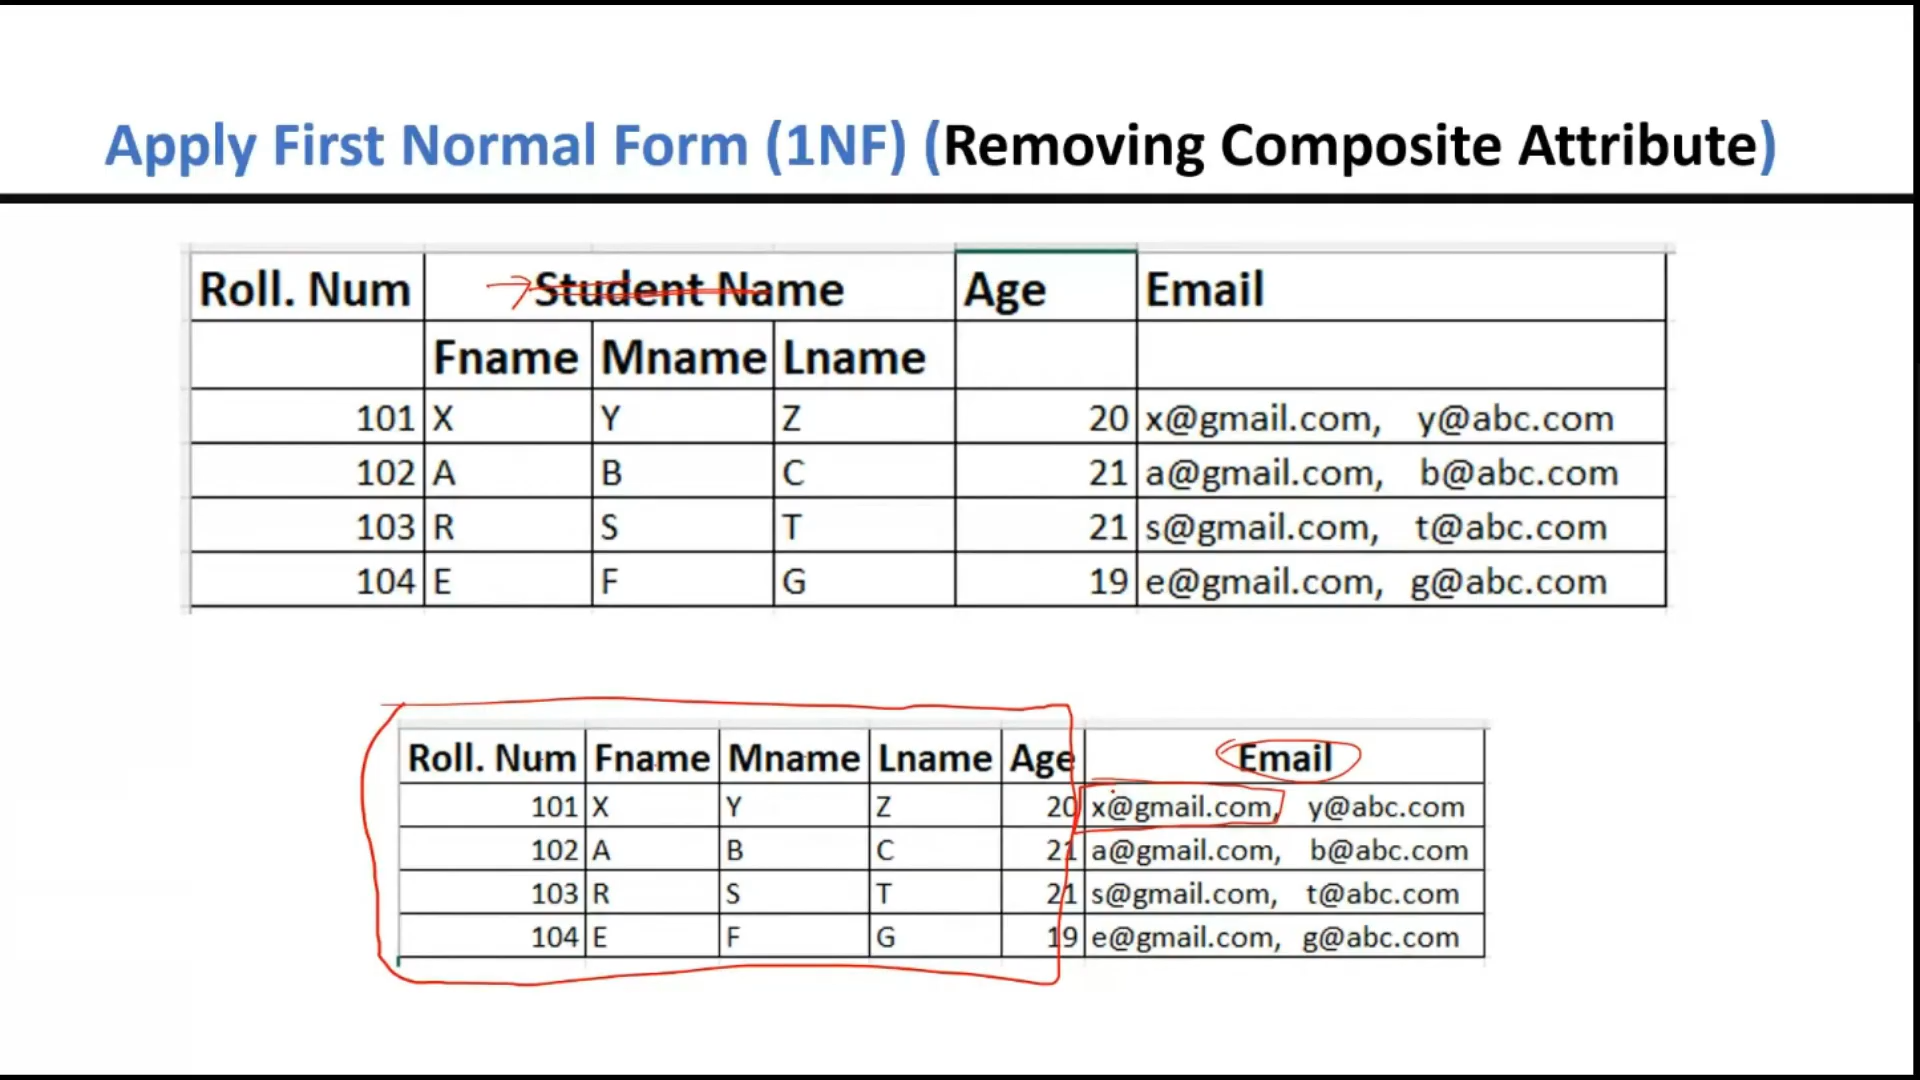 Apply First Normal Form (1NF) (Removing Composite Attribute)
Roll. Num Student Name Age Email
Fname Mname Lname
101 X Y Z 20 x@gmail.com, y@abc.com
102 A B C 21 a@gmail.com, b@abc.com
103 R S T 21 s@gmail.com, t@abc.com
104 E F G 19 e@gmail.com, g@abc.com
Roll. Num Fname Mname Lname Age Email
101 X Y Z 20 x@gmail.com, y@abc.com
102 A B C 21 a@gmail.com, b@abc.com
103 R S T 21 s@gmail.com, t@abc.com
104 E F G 19 e@gmail.com, g@abc.com